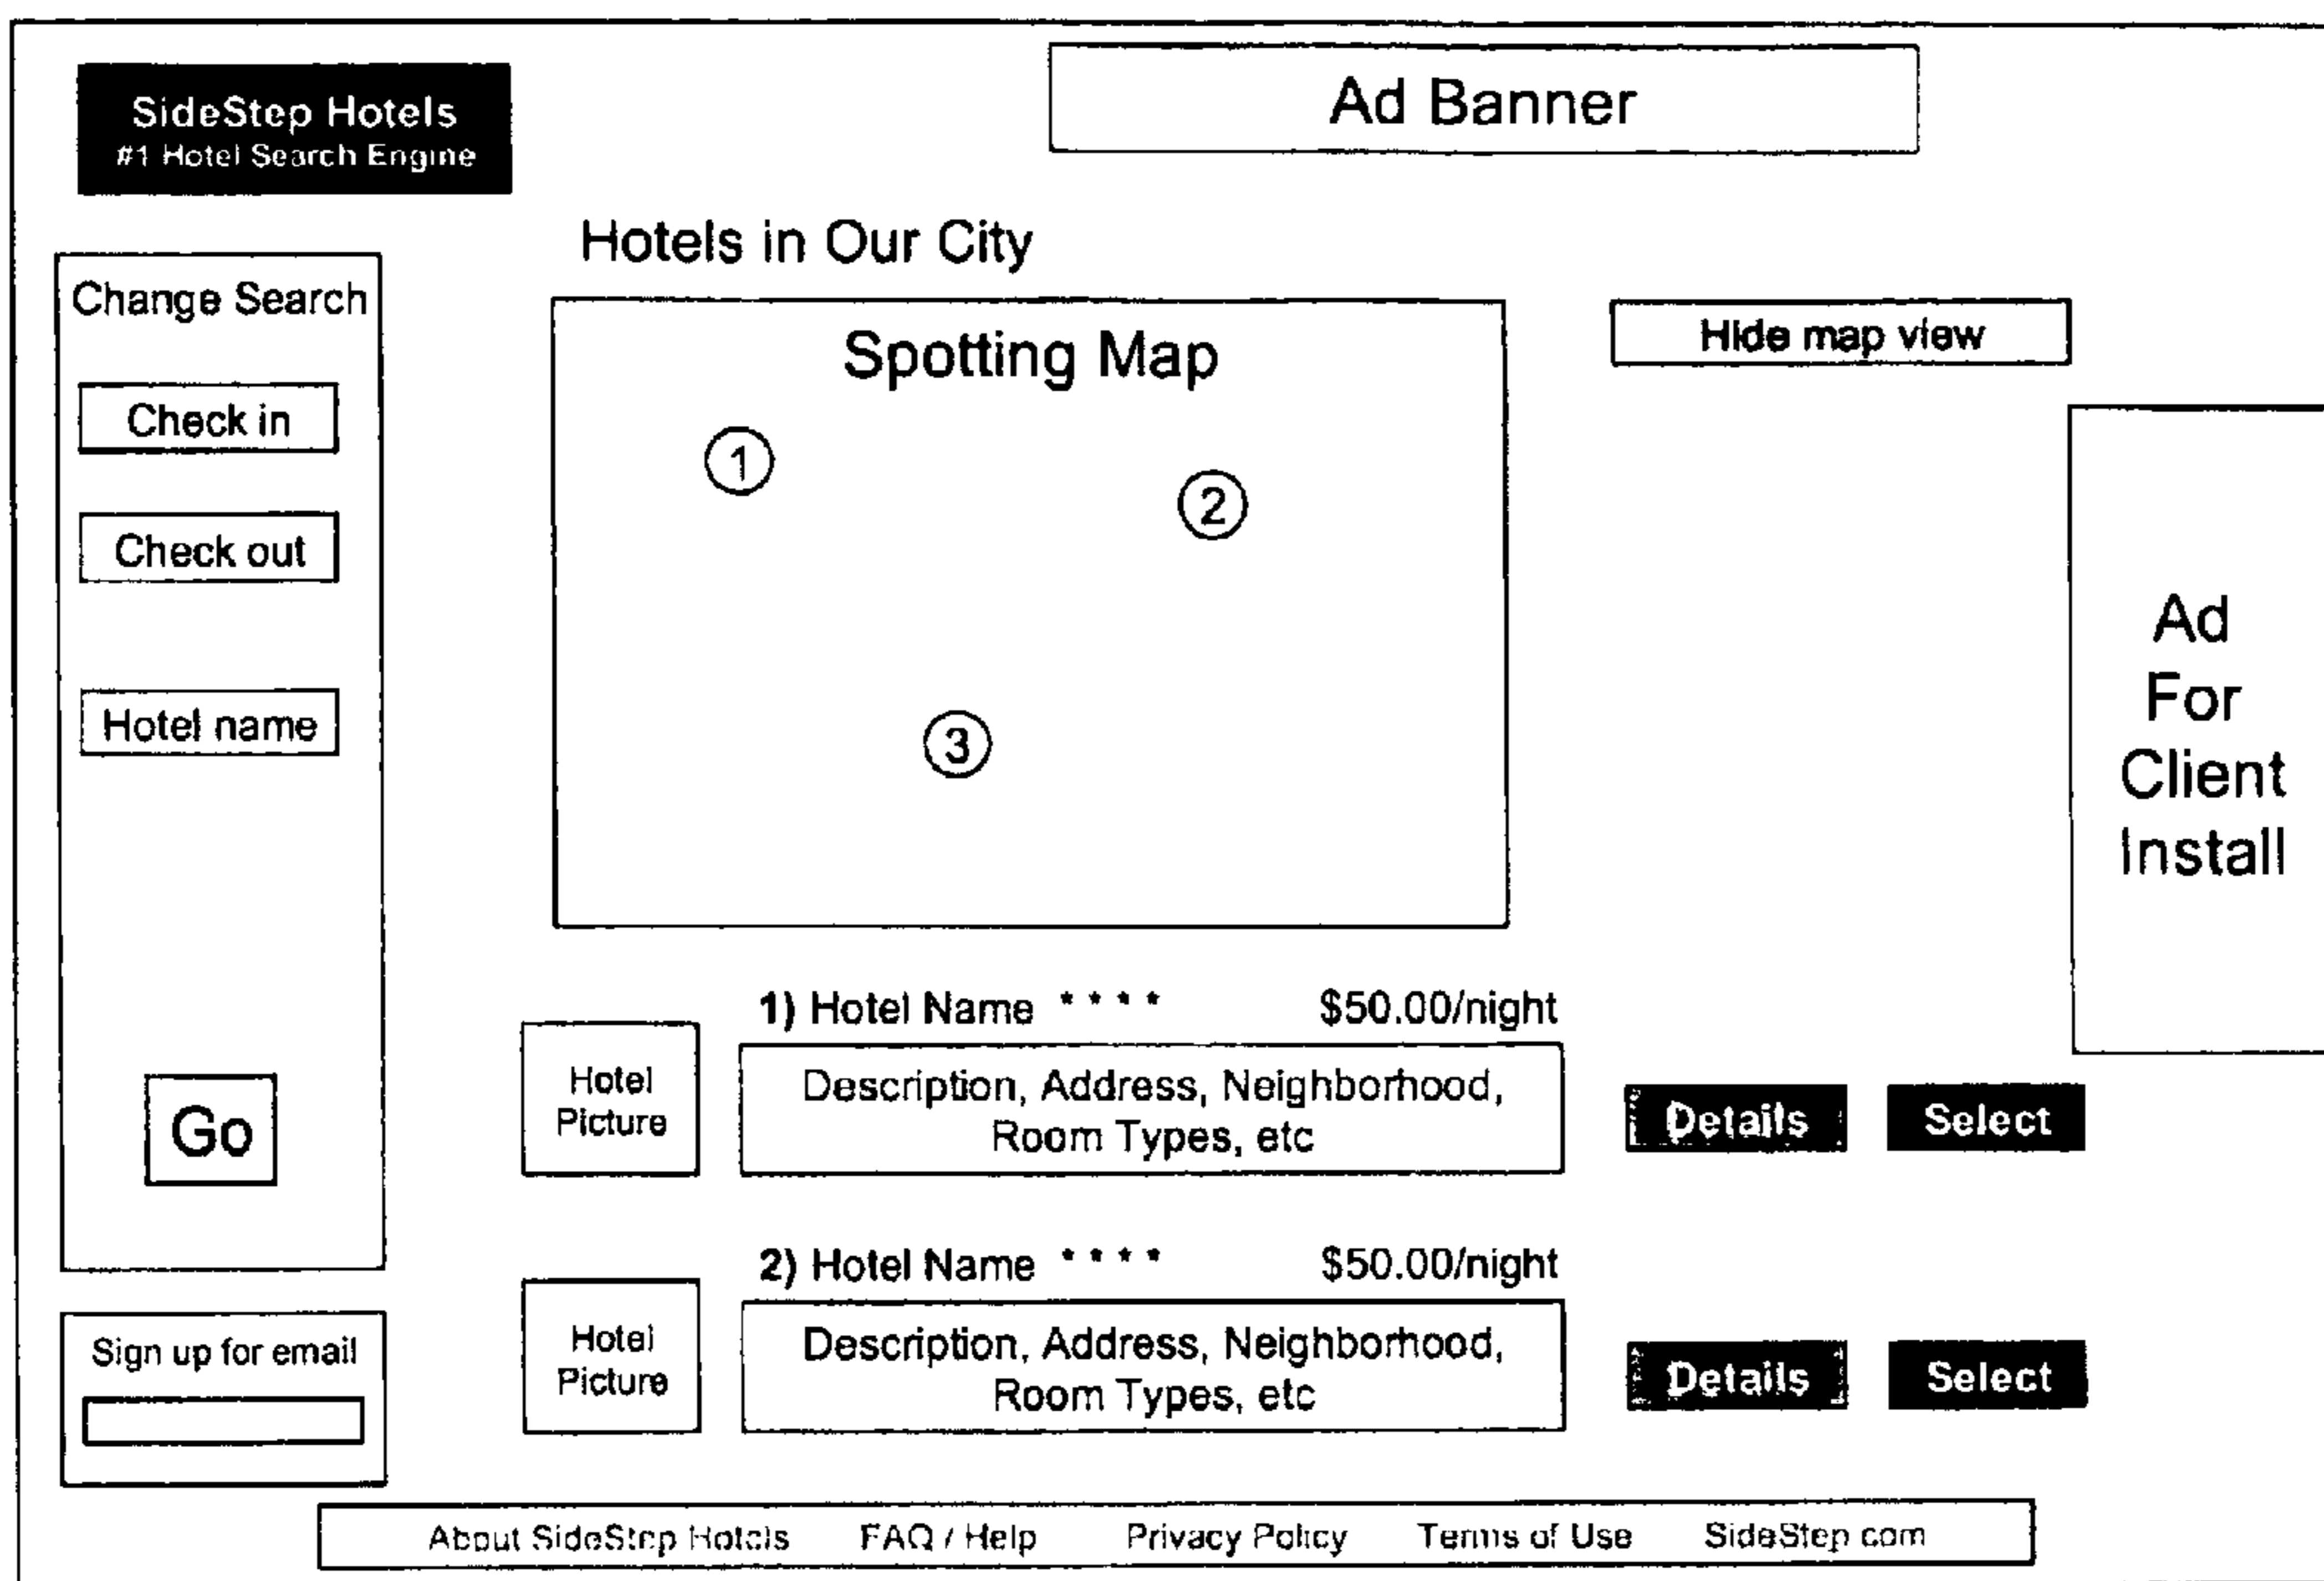 SideStep Hotels
#1 Hotel Search Engine
Ad Banner
Hotels in Our City
Change Search
Check in
Check out
Hotel name
Go
Sign up for email
Spotting Map
1
2
3
Hide map view
Ad
For
Client
Install
1) Hotel Name * * * * $50.00/night
Hotel
Picture
Description, Address, Neighborhood,
Room Types, etc
Details
Select
2) Hotel Name * * * * $50.00/night
Hotel
Picture
Description, Address, Neighborhood,
Room Types, etc
Details
Select
About SideStep Hotels FAQ / Help Privacy Policy Terms of Use SideStep com